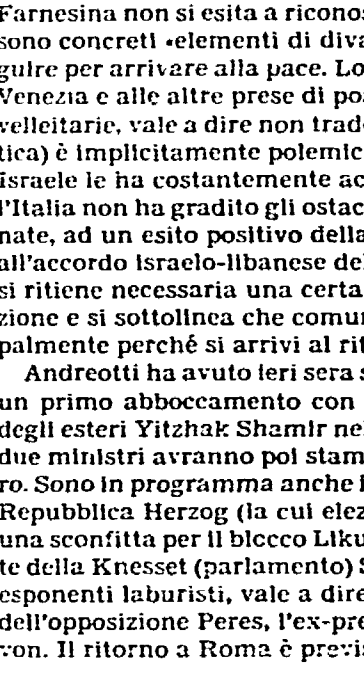 Farnesina non si esita a ricono
sono concreti «elementi di diva
guire per arrivare alla pace. Lo
Venezia e alle altre prese di po
velleitarie, vale a dire non trad
tica) è implicitamente polemic
israele le ha costantemente ac
l'Italia non ha gradito gli ostac
nate, ad un esito positivo della
all'accordo israelo-libanese de
si ritiene necessaria una certa
zione e si sottolinea che comu
palmente perché si arrivi al rit
Andreotti ha avuto ieri sera s
un primo abboccamento con
degli esteri Yitzhak Shamir ne
due ministri avranno poi stam
ro. Sono in programma anche i
Repubblica Herzog (la cui elez
una sconfitta per il blocco Liku
te della Knesset (parlamento) S
esponenti laburisti, vale a dire
dell'opposizione Peres, l'ex-pre
von. Il ritorno a Roma è previs